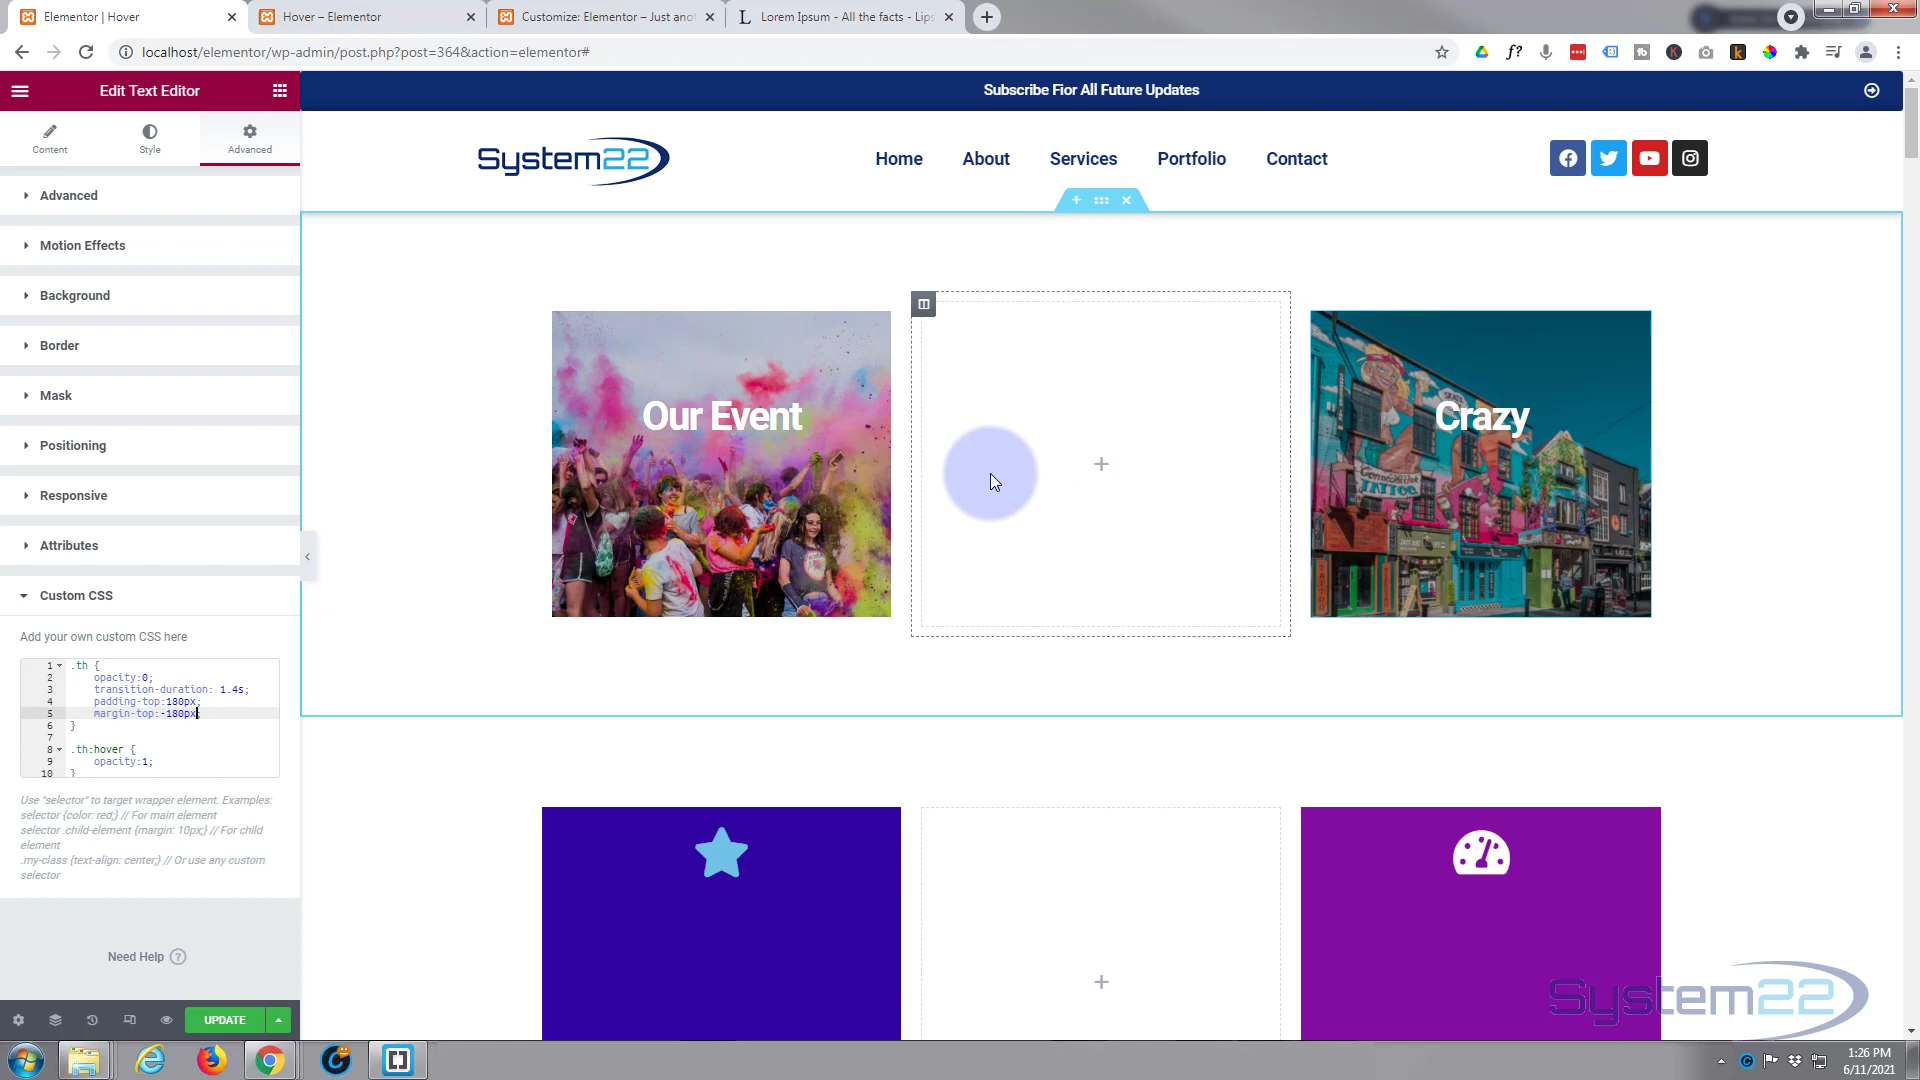 Elementor | Hover
Hover – Elementor
Customize: Elementor – Just ano
Lorem Ipsum - All the facts - Lips
localhost/elementor/wp-admin/post.php?post=364&action=elementor#
Edit Text Editor
Subscribe Fior All Future Updates
Content
Style
Advanced
System22
Home
About
Services
Portfolio
Contact
Advanced
Motion Effects
Background
Border
Mask
Positioning
Responsive
Attributes
Custom CSS
Our Event
Crazy
TATTOO
Add your own custom CSS here
1 .th {
2 opacity:0;
3 transition-duration: 1.4s;
4 padding-top:180px;
5 margin-top:-180px;
6 }
7
8 .th:hover {
9 opacity:1;
10 }
Use "selector" to target wrapper element. Examples:
selector {color: red;} // For main element
selector .child-element {margin: 10px;} // For child
element
.my-class {text-align: center;} // Or use any custom
selector
Need Help ?
UPDATE
System22
1:26 PM
6/11/2021